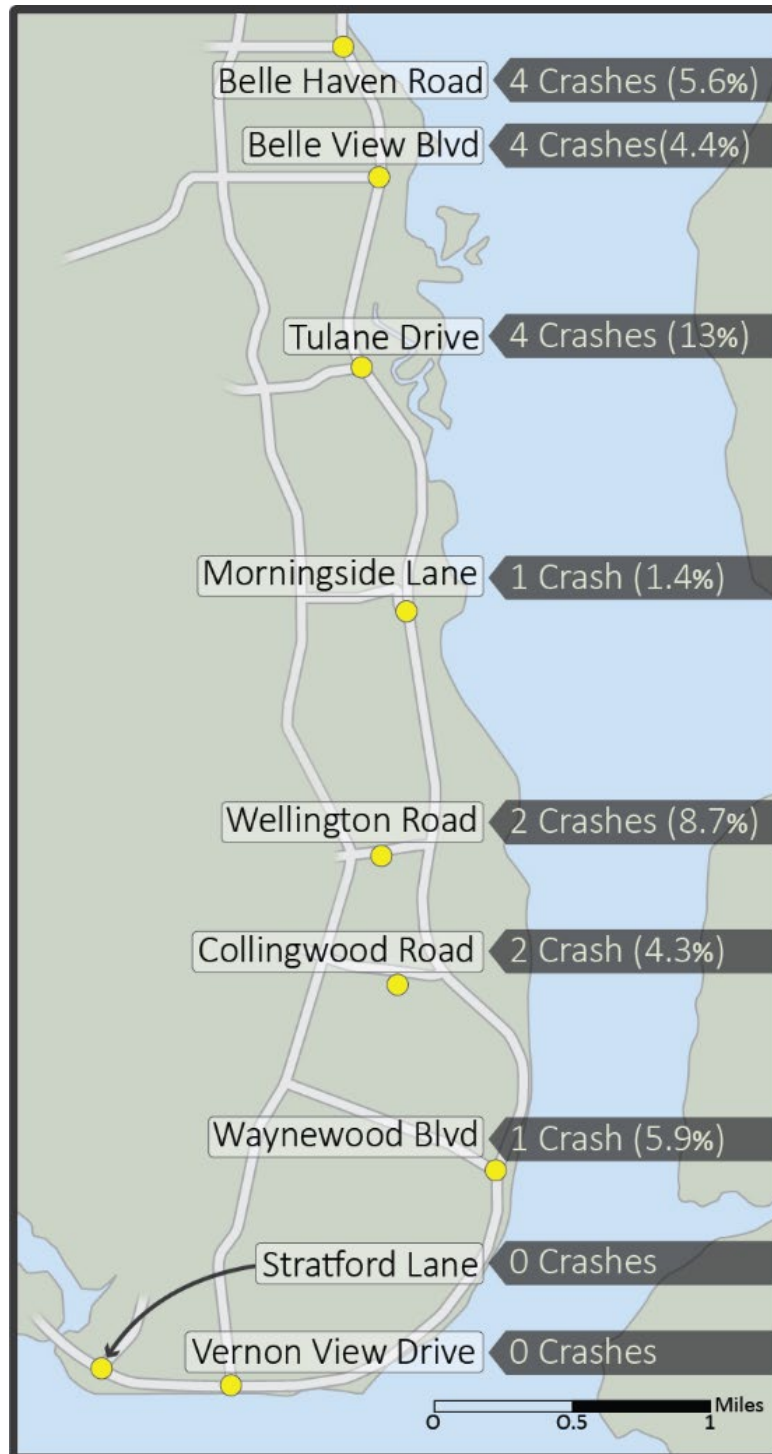 Belle Haven Road 4 Crashes (5.6%)
Belle View Blvd 4 Crashes(4.4%)
Tulane Drive 4 Crashes (13%)
Morningside Lane 1 Crash (1.4%)
Wellington Road 2 Crashes (8.7%)
Collingwood Road 2 Crash (4.3%)
Waynewood Blvd 1 Crash (5.9%)
Stratford Lane 0 Crashes
Vernon View Drive 0 Crashes
Miles
0 0.5 1